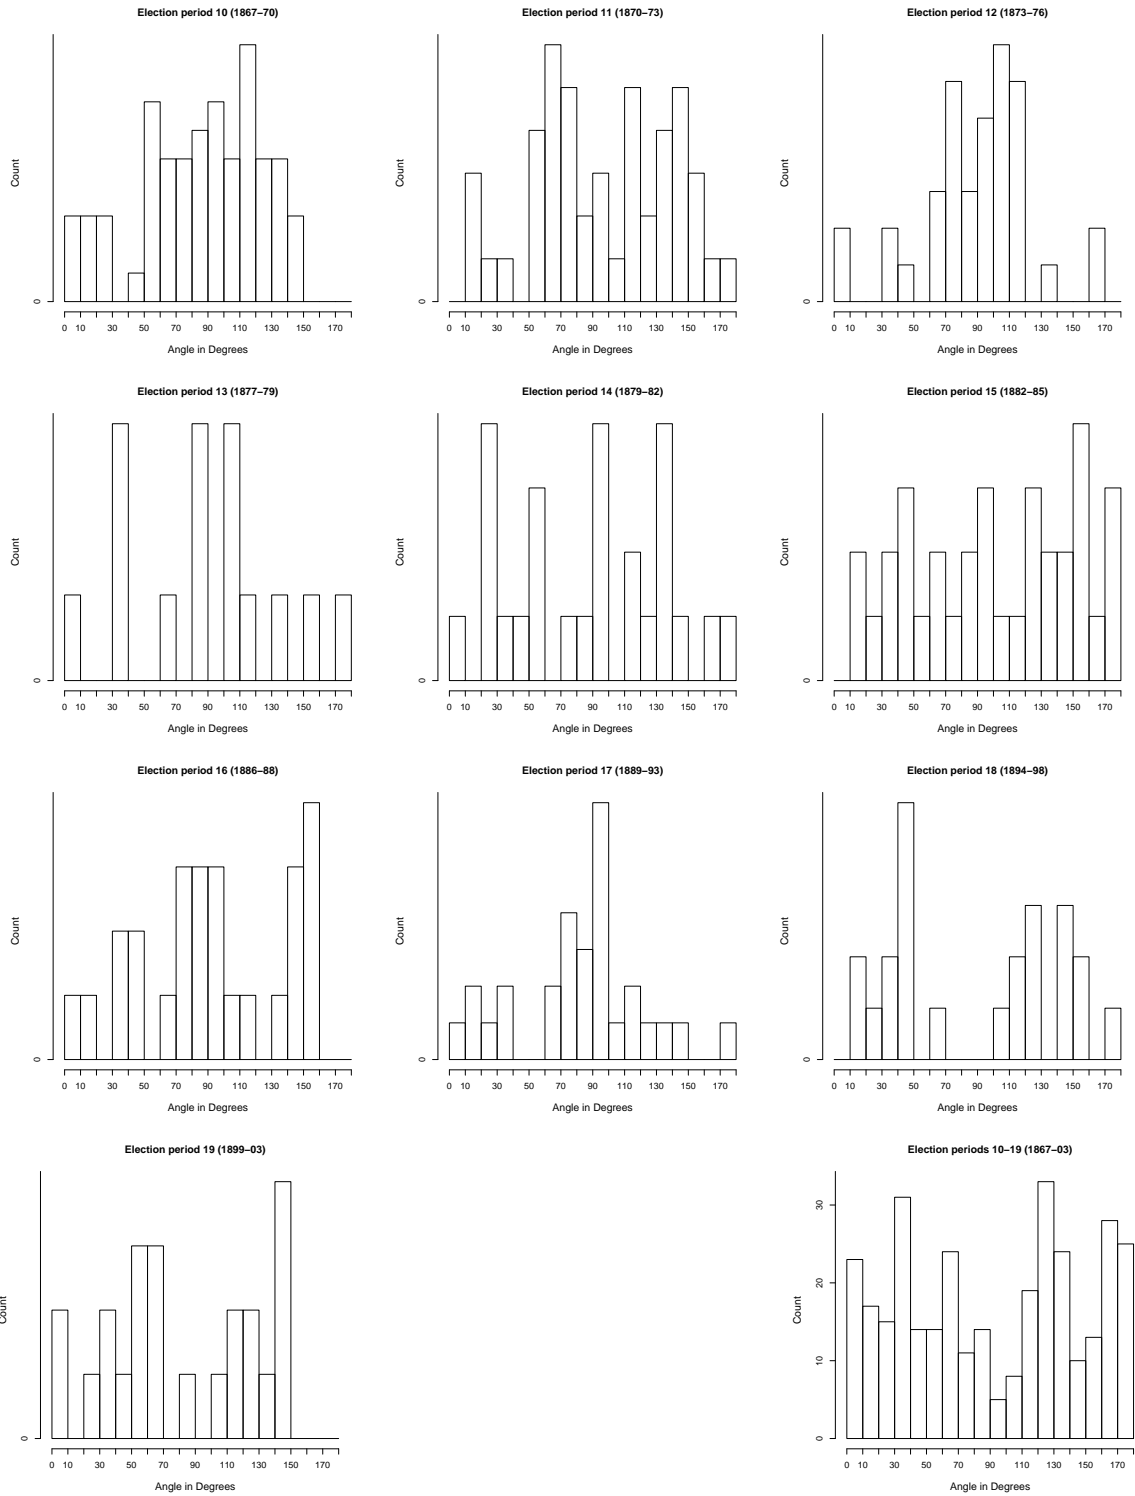 Election period 10 (1867–70)
Count
0
0 10 30 50 70 90 110 130 150 170
Angle in Degrees
Election period 11 (1870–73)
Count
0
0 10 30 50 70 90 110 130 150 170
Angle in Degrees
Election period 12 (1873–76)
Count
0
0 10 30 50 70 90 110 130 150 170
Angle in Degrees
Election period 13 (1877–79)
Count
0
0 10 30 50 70 90 110 130 150 170
Angle in Degrees
Election period 14 (1879–82)
Count
0
0 10 30 50 70 90 110 130 150 170
Angle in Degrees
Election period 15 (1882–85)
Count
0
0 10 30 50 70 90 110 130 150 170
Angle in Degrees
Election period 16 (1886–88)
Count
0
0 10 30 50 70 90 110 130 150 170
Angle in Degrees
Election period 17 (1889–93)
Count
0
0 10 30 50 70 90 110 130 150 170
Angle in Degrees
Election period 18 (1894–98)
Count
0
0 10 30 50 70 90 110 130 150 170
Angle in Degrees
Election period 19 (1899–03)
Count
0
0 10 30 50 70 90 110 130 150 170
Angle in Degrees
Election periods 10–19 (1867–03)
Count
30
20
10
0
0 10 30 50 70 90 110 130 150 170
Angle in Degrees